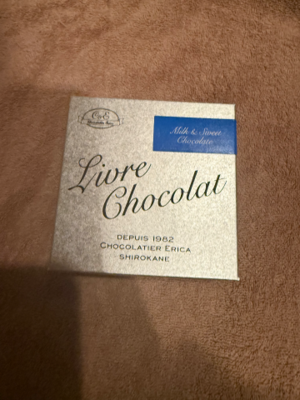 Milk & Sweet
Chocolate
Livre
Chocolat
DEPUIS 1982
CHOCOLATIER ERICA
SHIROKANE